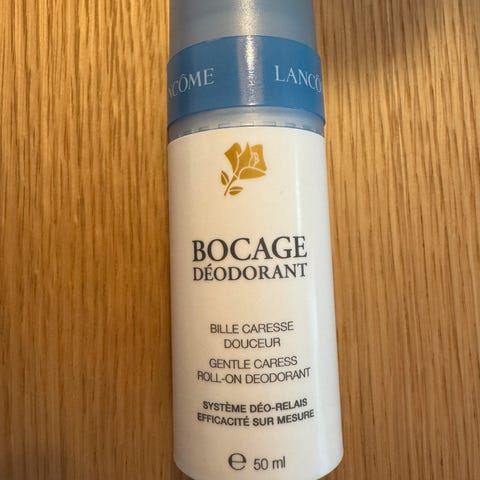 NCÔME LANCÔ
BOCAGE
DÉODORANT
BILLE CARESSE
DOUCEUR
GENTLE CARESS
ROLL-ON DEODORANT
SYSTÈME DÉO-RELAIS
EFFICACITÉ SUR MESURE
℮ 50 ml